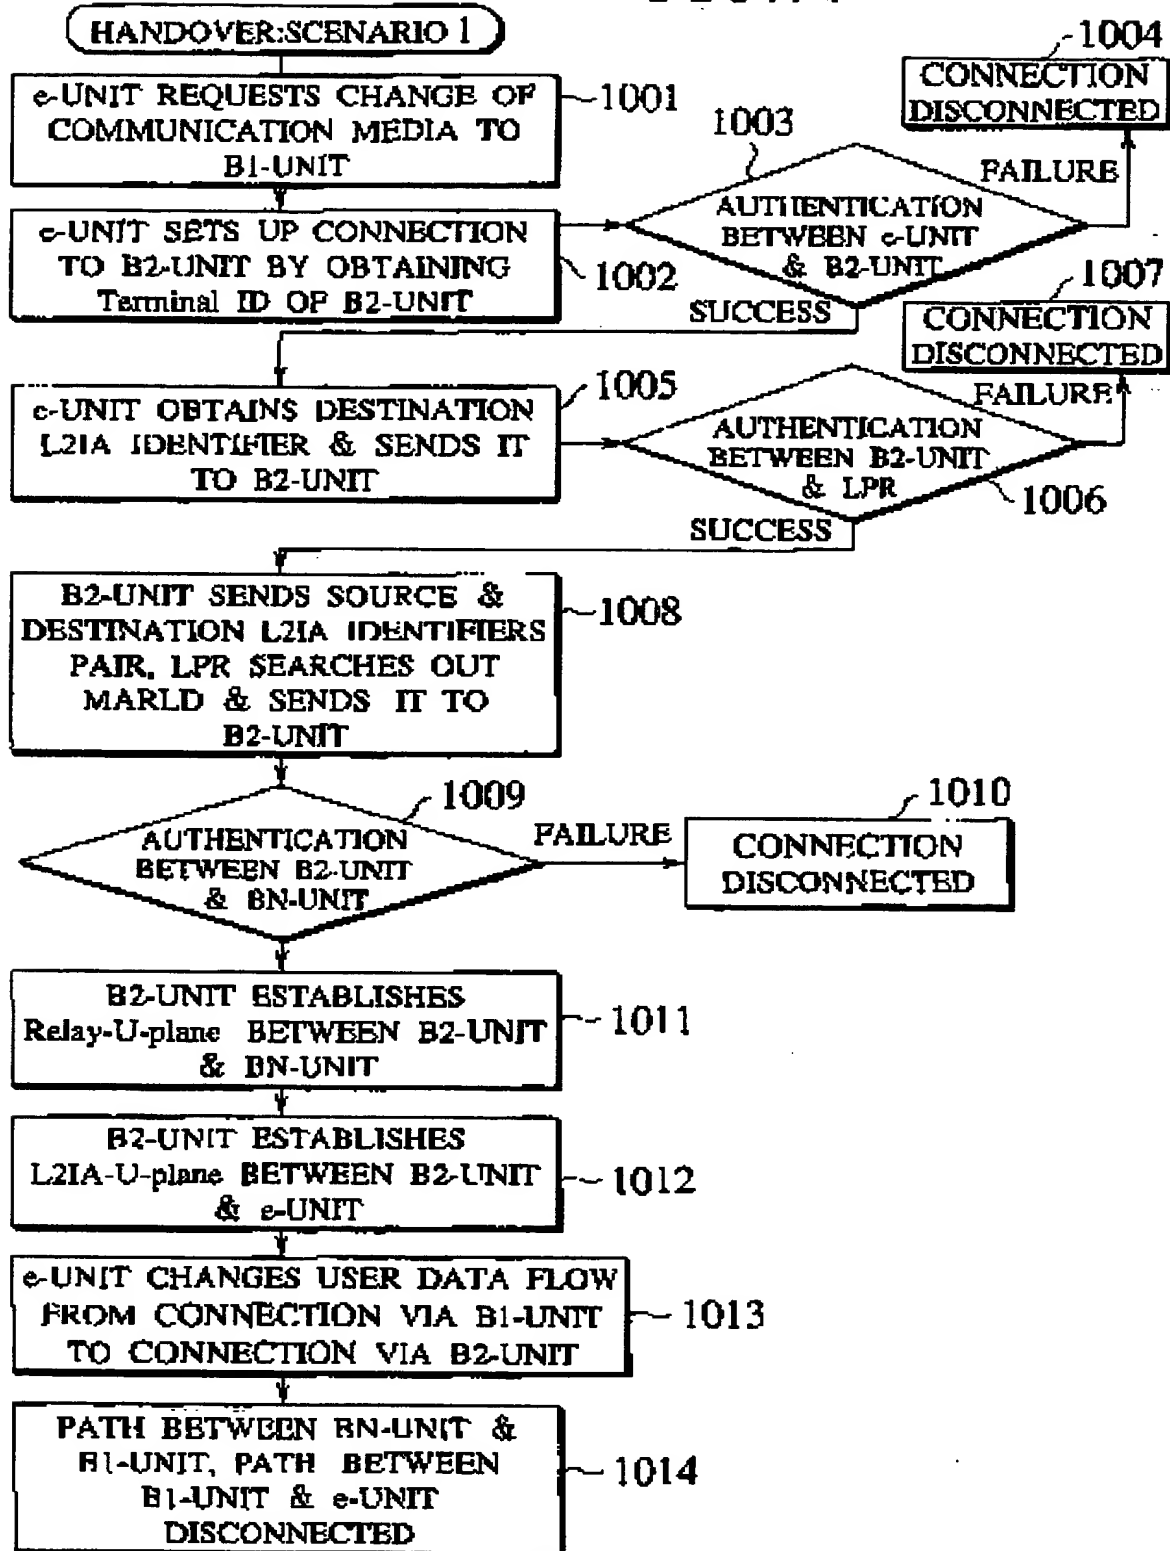 HANDOVER:SCENARIO 1
e-UNIT REQUESTS CHANGE OF
COMMUNICATION MEDIA TO
B1-UNIT
1001
1004
CONNECTION
DISCONNECTED
1003
FAILURE
AUTHENTICATION
BETWEEN e-UNIT
& B2-UNIT
e-UNIT SETS UP CONNECTION
TO B2-UNIT BY OBTAINING
Terminal ID OF B2-UNIT
1002
SUCCESS
1007
CONNECTION
DISCONNECTED
e-UNIT OBTAINS DESTINATION
L2IA IDENTIFIER & SENDS IT
TO B2-UNIT
1005
FAILURE
AUTHENTICATION
BETWEEN B2-UNIT
& LPR
1006
SUCCESS
B2-UNIT SENDS SOURCE &
DESTINATION L2IA IDENTIFIERS
PAIR, LPR SEARCHES OUT
MARLD & SENDS IT TO
B2-UNIT
1008
1009
AUTHENTICATION
BETWEEN B2-UNIT
& BN-UNIT
FAILURE
1010
CONNECTION
DISCONNECTED
B2-UNIT ESTABLISHES
Relay-U-plane BETWEEN B2-UNIT
& BN-UNIT
1011
B2-UNIT ESTABLISHES
L2IA-U-plane BETWEEN B2-UNIT
& e-UNIT
1012
e-UNIT CHANGES USER DATA FLOW
FROM CONNECTION VIA B1-UNIT
TO CONNECTION VIA B2-UNIT
1013
PATH BETWEEN BN-UNIT &
B1-UNIT, PATH BETWEEN
B1-UNIT & e-UNIT
DISCONNECTED
1014